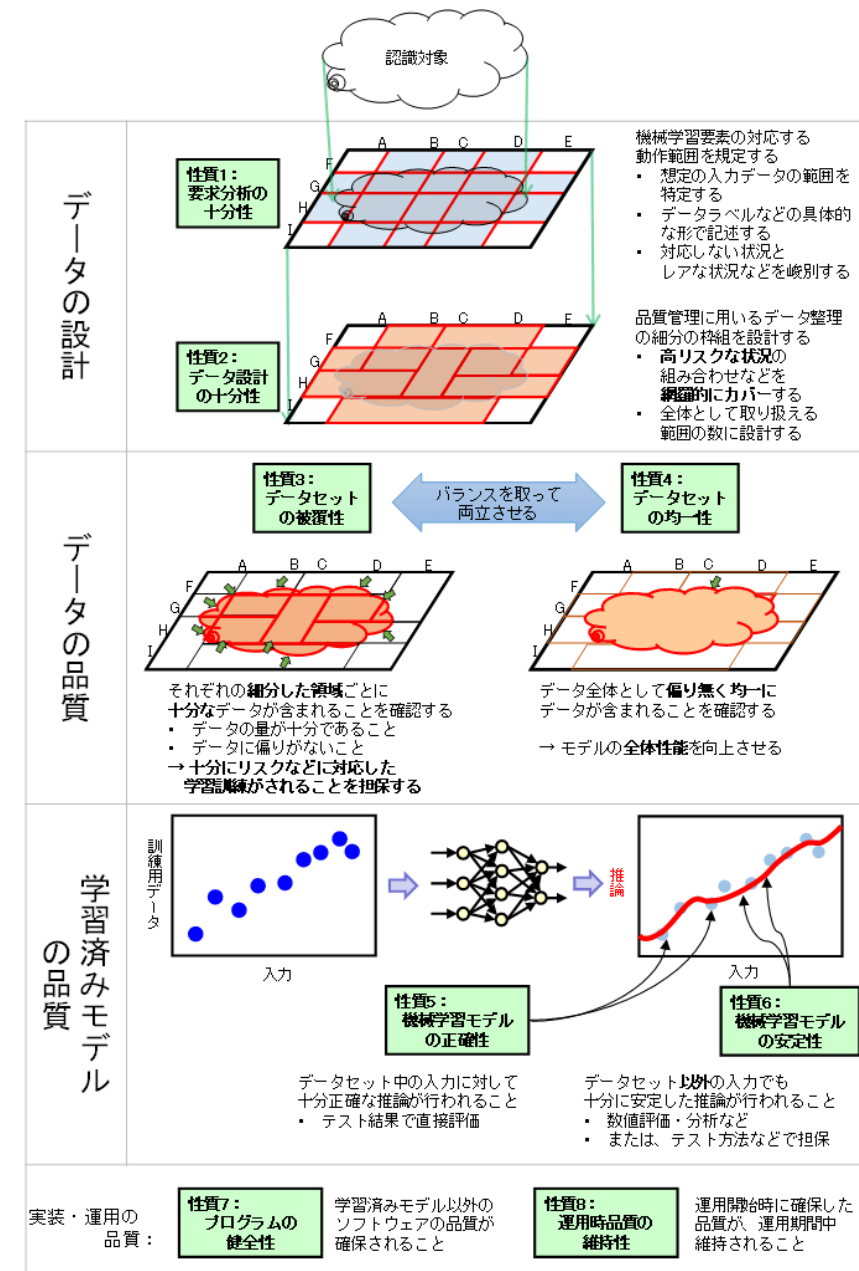 認識対象
データの設計
性質1：
要求分析の
十分性
A B C D E
F
G
H
I
機械学習要素の対応する
動作範囲を規定する
・ 想定の入力データの範囲を
特定する
・ データラベルなどの具体的
な形で記述する
・ 対応しない状況と
レアな状況などを峻別する
性質2：
データ設計
の十分性
A B C D E
F
G
H
I
品質管理に用いるデータ整理
の細分の枠組を設計する
・ 高リスクな状況の
組み合わせなどを
網羅的にカバーする
・ 全体として取り扱える
範囲の数に設計する
データの品質
性質3：
データセット
の被覆性
バランスを取って
両立させる
性質4：
データセット
の均一性
A B C D E
F
G
H
I
A B C D E
F
G
H
I
それぞれの細分した領域ごとに
十分なデータが含まれることを確認する
・ データの量が十分であること
・ データに偏りがないこと
→ 十分にリスクなどに対応した
学習訓練がされることを担保する
データ全体として偏り無く均一に
データが含まれることを確認する
→ モデルの全体性能を向上させる
学習済みモデル
の品質
訓練用データ
入力
推論
入力
性質5：
機械学習モデル
の正確性
性質6：
機械学習モデル
の安定性
データセット中の入力に対して
十分正確な推論が行われること
・ テスト結果で直接評価
データセット以外の入力でも
十分に安定した推論が行われること
・ 数値評価・分析など
・ または、テスト方法などで担保
実装・運用の
品質：
性質7：
プログラムの
健全性
学習済みモデル以外の
ソフトウェアの品質が
確保されること
性質8：
運用時品質の
維持性
運用開始時に確保した
品質が、運用期間中
維持されること